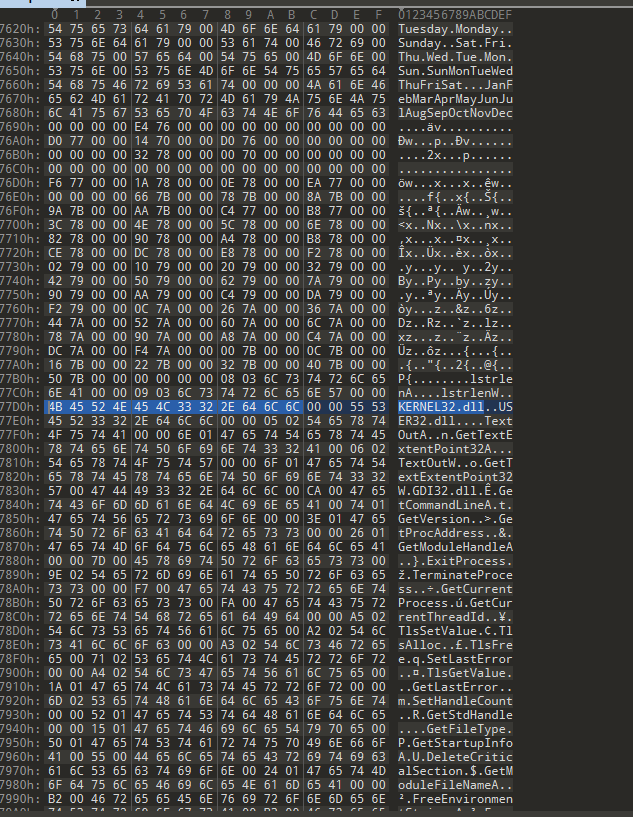 0 1 2 3 4 5 6 7 8 9 A B C D E F 0123456789ABCDEF
7620h: 54 75 65 73 64 61 79 00 4D 6F 6E 64 61 79 00 00 Tuesday.Monday..
7630h: 53 75 6E 64 61 79 00 00 53 61 74 00 46 72 69 00 Sunday..Sat.Fri.
7640h: 54 68 75 00 57 65 64 00 54 75 65 00 4D 6F 6E 00 Thu.Wed.Tue.Mon.
7650h: 53 75 6E 00 53 75 6E 4D 6F 6E 54 75 65 57 65 64 Sun.SunMonTueWed
7660h: 54 68 75 46 72 69 53 61 74 00 00 00 4A 61 6E 46 ThuFriSat...JanF
7670h: 65 62 4D 61 72 41 70 72 4D 61 79 4A 75 6E 4A 75 ebMarAprMayJunJu
7680h: 6C 41 75 67 53 65 70 4F 63 74 4E 6F 76 44 65 63 lAugSepOctNovDec
7690h: 00 00 00 00 E4 76 00 00 00 00 00 00 00 00 00 00 ....äv..........
76A0h: D0 77 00 00 14 70 00 00 D0 76 00 00 00 00 00 00 Ðw...p..Ðv......
76B0h: 00 00 00 00 32 78 00 00 10 70 00 00 00 00 00 00 ....2x...p......
76C0h: 00 00 00 00 00 00 00 00 00 00 00 00 00 00 00 00 ................
76D0h: F6 77 00 00 1A 78 00 00 0E 78 00 00 EA 77 00 00 öw...x...x..êw..
76E0h: 00 00 00 00 66 7B 00 00 78 7B 00 00 8A 7B 00 00 ....f{..x{..Š{..
76F0h: 9A 7B 00 00 AA 7B 00 00 C4 77 00 00 B8 77 00 00 š{..ª{..Äw..¸w..
7700h: 3C 78 00 00 4E 78 00 00 5C 78 00 00 6E 78 00 00 <x..Nx..\x..nx..
7710h: 82 78 00 00 90 78 00 00 A4 78 00 00 B8 78 00 00 ‚x...x..¤x..¸x..
7720h: CE 78 00 00 DC 78 00 00 E8 78 00 00 F2 78 00 00 Îx..Üx..èx..òx..
7730h: 02 79 00 00 10 79 00 00 20 79 00 00 32 79 00 00 .y...y.. y..2y..
7740h: 42 79 00 00 50 79 00 00 62 79 00 00 7A 79 00 00 By..Py..by..zy..
7750h: 90 79 00 00 AA 79 00 00 C4 79 00 00 DA 79 00 00 .y..ªy..Äy..Úy..
7760h: F2 79 00 00 0C 7A 00 00 26 7A 00 00 36 7A 00 00 òy...z..&z..6z..
7770h: 44 7A 00 00 52 7A 00 00 60 7A 00 00 6C 7A 00 00 Dz..Rz..`z..lz..
7780h: 78 7A 00 00 90 7A 00 00 A8 7A 00 00 C4 7A 00 00 xz...z..¨z..Äz..
7790h: DC 7A 00 00 F4 7A 00 00 00 7B 00 00 0C 7B 00 00 Üz..ôz...{...{..
77A0h: 16 7B 00 00 22 7B 00 00 32 7B 00 00 40 7B 00 00 .{.."{..2{..@{..
77B0h: 50 7B 00 00 00 00 00 00 08 03 6C 73 74 72 6C 65 P{........lstrle
77C0h: 6E 41 00 00 09 03 6C 73 74 72 6C 65 6E 57 00 00 nA....lstrlenW..
77D0h: 4B 45 52 4E 45 4C 33 32 2E 64 6C 6C 00 00 55 53 KERNEL32.dll..US
77E0h: 45 52 33 32 2E 64 6C 6C 00 00 05 02 54 65 78 74 ER32.dll....Text
77F0h: 4F 75 74 41 00 00 6E 01 47 65 74 54 65 78 74 45 OutA..n.GetTextE
7800h: 78 74 65 6E 74 50 6F 69 6E 74 33 32 41 00 06 02 xtentPoint32A...
7810h: 54 65 78 74 4F 75 74 57 00 00 6F 01 47 65 74 54 TextOutW..o.GetT
7820h: 65 78 74 45 78 74 65 6E 74 50 6F 69 6E 74 33 32 extExtentPoint32
7830h: 57 00 47 44 49 33 32 2E 64 6C 6C 00 CA 00 47 65 W.GDI32.dll.Ê.Ge
7840h: 74 43 6F 6D 6D 61 6E 64 4C 69 6E 65 41 00 74 01 tCommandLineA.t.
7850h: 47 65 74 56 65 72 73 69 6F 6E 00 00 3E 01 47 65 GetVersion..>.Ge
7860h: 74 50 72 6F 63 41 64 64 72 65 73 73 00 00 26 01 tProcAddress..&.
7870h: 47 65 74 4D 6F 64 75 6C 65 48 61 6E 64 6C 65 41 GetModuleHandleA
7880h: 00 00 7D 00 45 78 69 74 50 72 6F 63 65 73 73 00 ..}.ExitProcess.
7890h: 9E 02 54 65 72 6D 69 6E 61 74 65 50 72 6F 63 65 ž.TerminateProce
78A0h: 73 73 00 00 F7 00 47 65 74 43 75 72 72 65 6E 74 ss..÷.GetCurrent
78B0h: 50 72 6F 63 65 73 73 00 FA 00 47 65 74 43 75 72 Process.ú.GetCur
78C0h: 72 65 6E 74 54 68 72 65 61 64 49 64 00 00 A5 02 rentThreadId..¥.
78D0h: 54 6C 73 53 65 74 56 61 6C 75 65 00 A2 02 54 6C TlsSetValue.¢.Tl
78E0h: 73 41 6C 6C 6F 63 00 00 A3 02 54 6C 73 46 72 65 sAlloc..£.TlsFre
78F0h: 65 00 71 02 53 65 74 4C 61 73 74 45 72 72 6F 72 e.q.SetLastError
7900h: 00 00 A4 02 54 6C 73 47 65 74 56 61 6C 75 65 00 ..¤.TlsGetValue.
7910h: 1A 01 47 65 74 4C 61 73 74 45 72 72 6F 72 00 00 ..GetLastError..
7920h: 6D 02 53 65 74 48 61 6E 64 6C 65 43 6F 75 6E 74 m.SetHandleCount
7930h: 00 00 52 01 47 65 74 53 74 64 48 61 6E 64 6C 65 ..R.GetStdHandle
7940h: 00 00 15 01 47 65 74 46 69 6C 65 54 79 70 65 00 ....GetFileType.
7950h: 50 01 47 65 74 53 74 61 72 74 75 70 49 6E 66 6F P.GetStartupInfo
7960h: 41 00 55 00 44 65 6C 65 74 65 43 72 69 74 69 63 A.U.DeleteCritic
7970h: 61 6C 53 65 63 74 69 6F 6E 00 24 01 47 65 74 4D alSection.$.GetM
7980h: 6F 64 75 6C 65 46 69 6C 65 4E 61 6D 65 41 00 00 oduleFileNameA..
7990h: B2 00 46 72 65 65 45 6E 76 69 72 6F 6E 6D 65 6E ².FreeEnvironmen